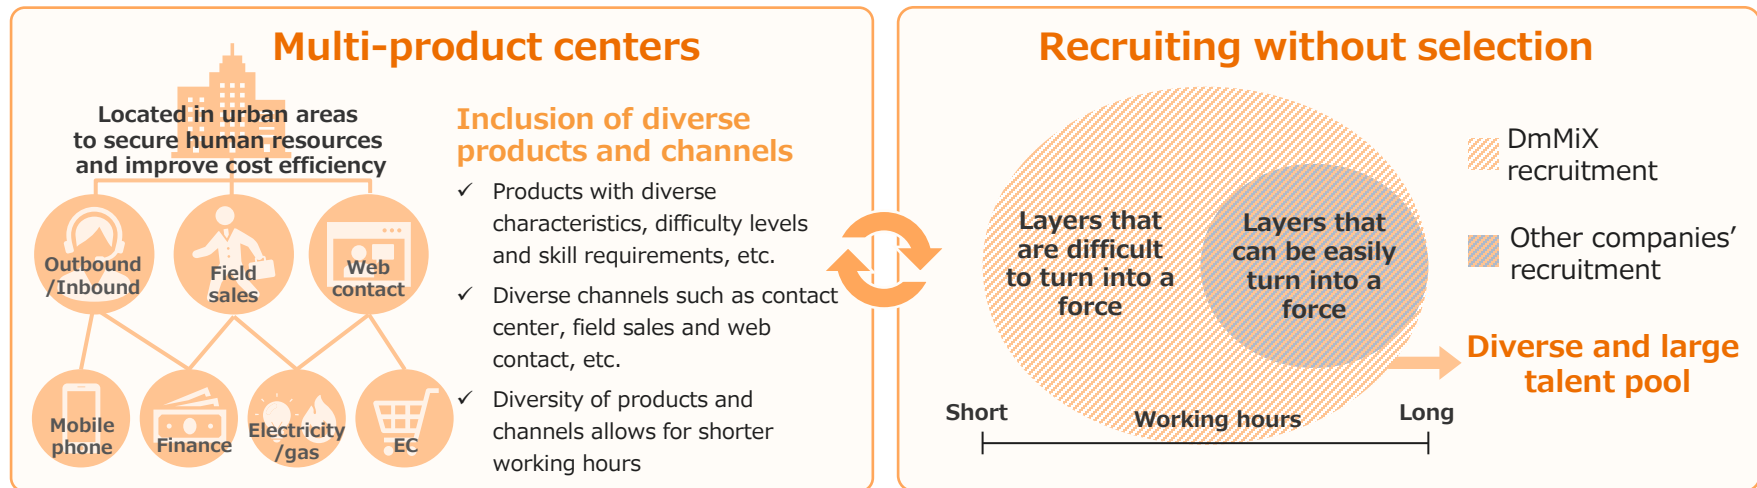 Multi-product centers
Located in urban areas
to secure human resources
and improve cost efficiency
Outbound
/Inbound
Field
sales
Web
contact
Mobile
phone
Finance
Electricity
/gas
EC
Inclusion of diverse
products and channels
✓ Products with diverse
characteristics, difficulty levels
and skill requirements, etc.
✓ Diverse channels such as contact
center, field sales and web
contact, etc.
✓ Diversity of products and
channels allows for shorter
working hours
Recruiting without selection
Layers that
are difficult
to turn into a
force
Layers that
can be easily
turn into a
force
DmMiX
recruitment
Other companies’
recruitment
Diverse and large
talent pool
Short
Working hours
Long